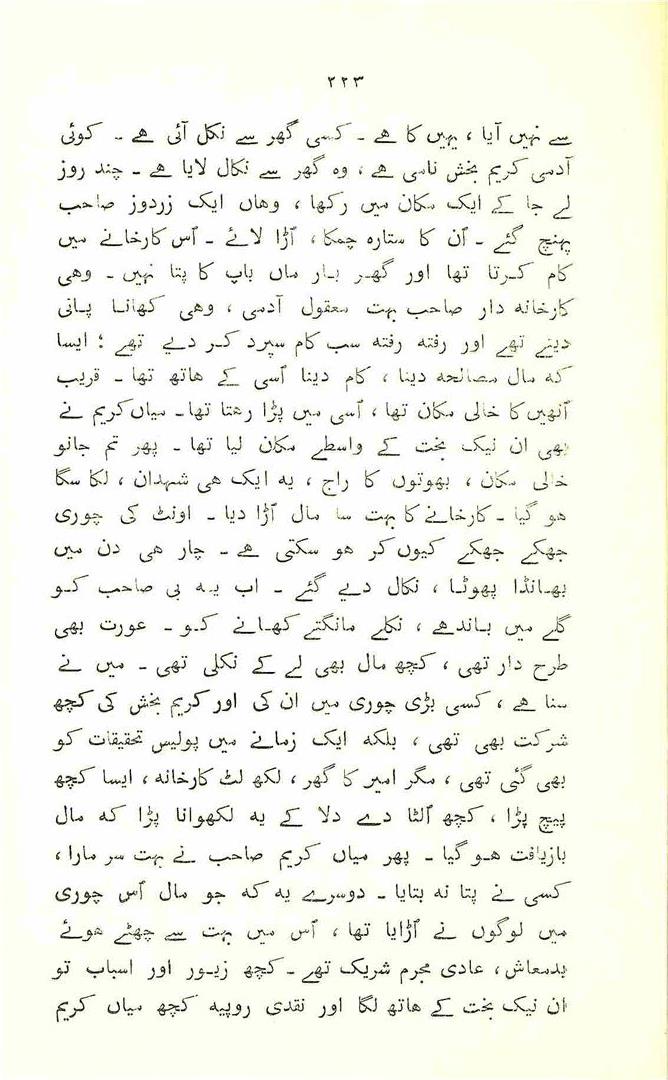 ۲۲۳
سے نہیں آیا ، یہیں کا ہے ۔ کسی گھر سے نکل آئی ہے ۔ کوئی
آدمی کریم بخش نامی ہے ، وہ گھر سے نکال لایا ہے ۔ چند روز
لے جا کے ایک مکان میں رکھا ، وھاں ایک زردوز صاحب
پہنچ گئے ۔ اُن کا ستارہ چمکا ، اُڑا لائے ۔ اُس کارخانے میں
کام کرتا تھا اور گھر بار ماں باپ کا پتا نہیں ۔ وھی
کارخانہ دار صاحب بہت معقول آدمی ، وھی کھانا پانی
دیتے تھے اور رفتہ رفتہ سب کام سپرد کر دیے تھے ؛ ایسا
کہ مال مصالحہ دینا ، کام دینا اُسی کے ھاتھ تھا ۔ قریب
اُنھیں کا خالی مکان تھا ، اُسی میں پڑا رھتا تھا ۔ میاں کریم نے
بھی ان نیک بخت کے واسطے مکان لیا تھا ۔ پھر تم جانو
خالی مکان ، بھوتوں کا راج ، یہ ایک ھی شہدان ، لکا سگا
ھو گیا ۔ کارخانے کا بہت سا مال اُڑا دیا ۔ اونٹ کی چوری
جھکے جھکے کیوں کر ھو سکتی ہے ۔ چار ھی دن میں
بھانڈا پھوٹا ، نکال دیے گئے ۔ اب یہ بی صاحب کو
گلے میں باندھے ، نکلے مانگتے کھانے کو ۔ عورت بھی
طرح دار تھی ، کچھ مال بھی لے کے نکلی تھی ۔ میں نے
سنا ہے ، کسی بڑی چوری میں ان کی اور کریم بخش کی کچھ
شرکت بھی تھی ، بلکہ ایک زمانے میں پولیس تحقیقات کو
بھی گئی تھی ، مگر امیر کا گھر ، لکھ لٹ کارخانہ ، ایسا کچھ
پیچ پڑا ، کچھ اُلٹا دے دلا کے یہ لکھوانا پڑا کہ مال
بازیافت ھو گیا ۔ پھر میاں کریم صاحب نے بہت سر مارا ،
کسی نے پتا نہ بتایا ۔ دوسرے یہ کہ جو مال اُس چوری
میں لوگوں نے اُڑایا تھا ، اُس میں بہت سے چھٹے ھوئے
بدمعاش ، عادی مجرم شریک تھے ۔ کچھ زیور اور اسباب تو
ان نیک بخت کے ھاتھ لگا اور نقدی روپیہ کچھ میاں کریم